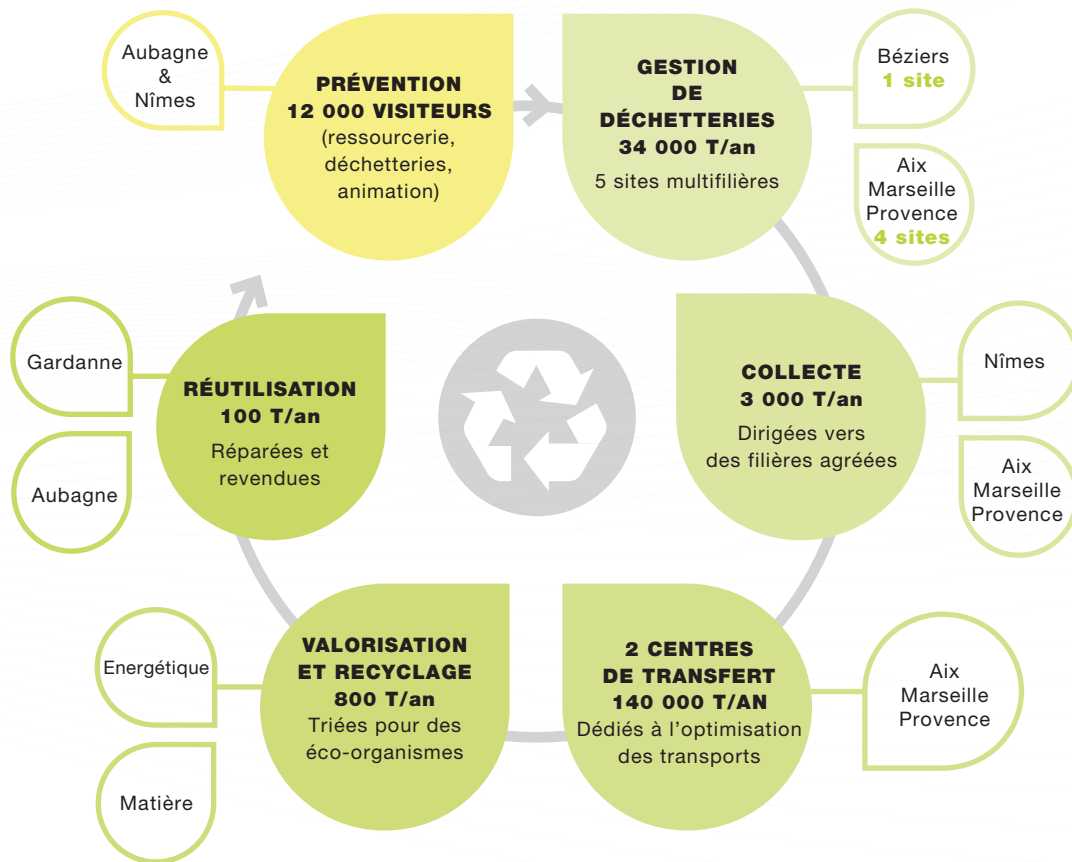 Aubagne
&
Nîmes
PRÉVENTION
12 000 VISITEURS
(ressourcerie,
déchetteries,
animation)
GESTION
DE
DÉCHETTERIES
34 000 T/an
5 sites multifilières
Béziers
1 site
Aix
Marseille
Provence
4 sites
COLLECTE
3 000 T/an
Dirigées vers
des filières agréées
Nîmes
Aix
Marseille
Provence
2 CENTRES
DE TRANSFERT
140 000 T/AN
Dédiés à l'optimisation
des transports
Aix
Marseille
Provence
VALORISATION
ET RECYCLAGE
800 T/an
Triées pour des
éco-organismes
Energétique
Matière
RÉUTILISATION
100 T/an
Réparées et
revendues
Gardanne
Aubagne